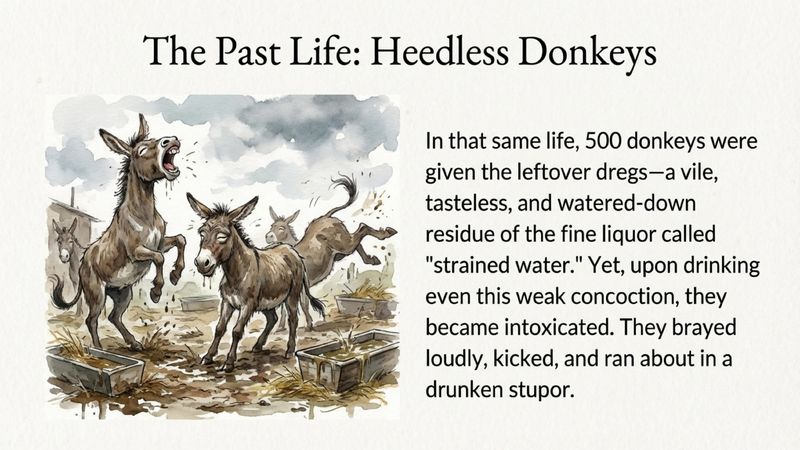 The Past Life: Heedless Donkeys
In that same life, 500 donkeys were
given the leftover dregs—a vile,
tasteless, and watered-down
residue of the fine liquor called
"strained water." Yet, upon drinking
even this weak concoction, they
became intoxicated. They brayed
loudly, kicked, and ran about in a
drunken stupor.